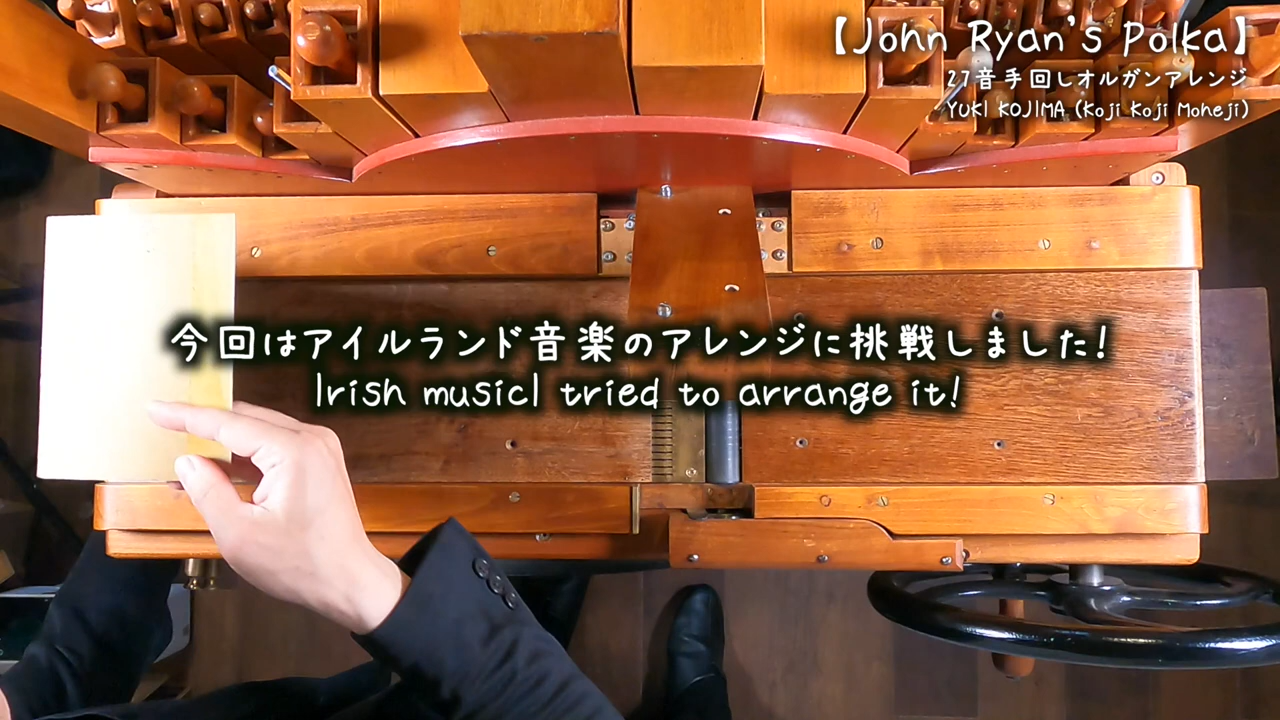 【John Ryan's Polka】
27音手回しオルガンアレンジ
YUKI KOJIMA (Koji Koji Moheji)
今回はアイルランド音楽のアレンジに挑戦しました!
Irish musicI tried to arrange it!